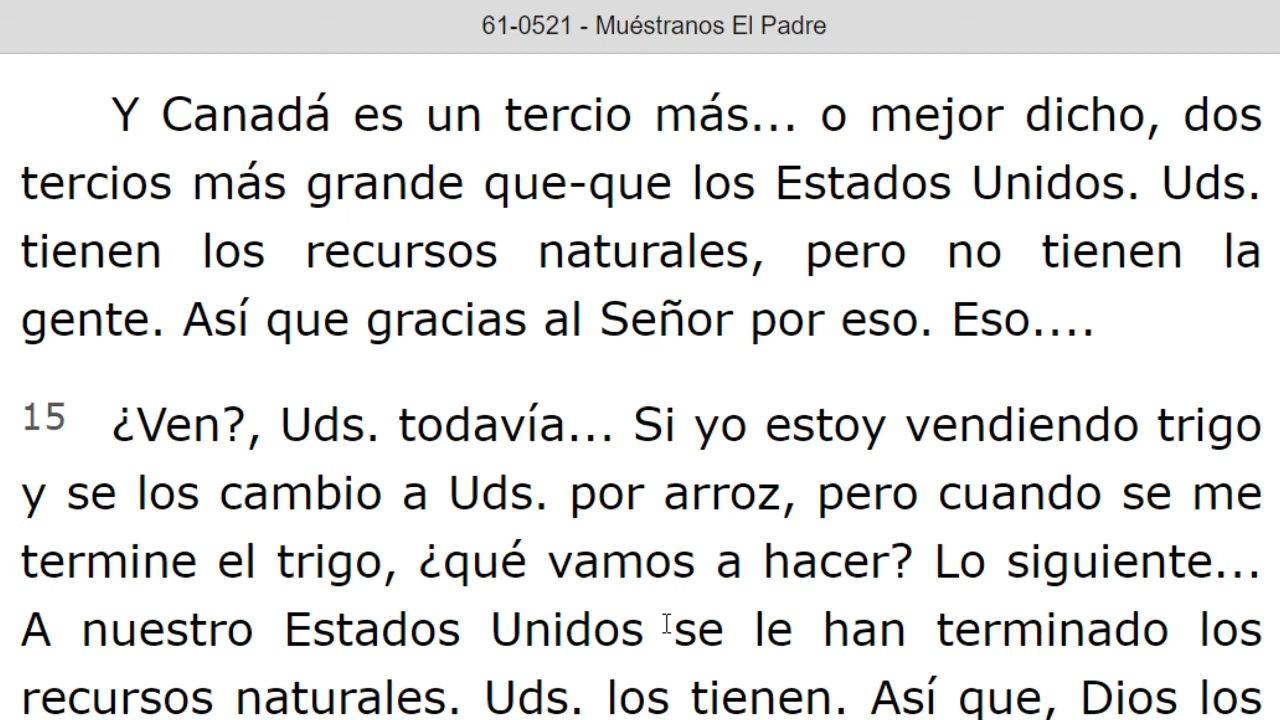 61-0521 - Muéstranos El Padre
Y Canadá es un tercio más... o mejor dicho, dos
tercios más grande que-que los Estados Unidos. Uds.
tienen los recursos naturales, pero no tienen la
gente. Así que gracias al Señor por eso. Eso....
15 ¿Ven?, Uds. todavía... Si yo estoy vendiendo trigo
y se los cambio a Uds. por arroz, pero cuando se me
termine el trigo, ¿qué vamos a hacer? Lo siguiente...
A nuestro Estados Unidos se le han terminado los
recursos naturales. Uds. los tienen. Así que, Dios los